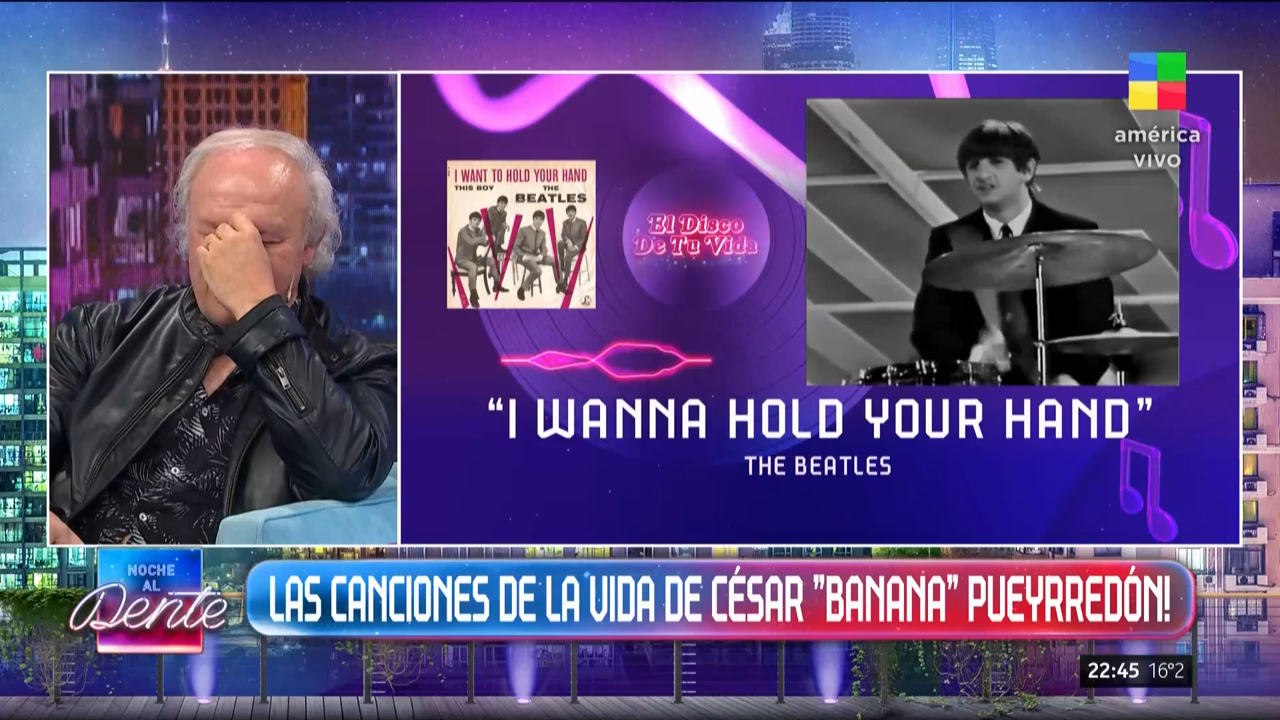 américa
VIVO
I WANT TO HOLD YOUR HAND
THIS BOY
THE
BEATLES
El Disco
De Tu Vida
“I WANNA HOLD YOUR HAND”
THE BEATLES
NOCHE
AL
Dente
LAS CANCIONES DE LA VIDA DE CÉSAR "BANANA" PUEYRREDÓN!
22:45 16°2